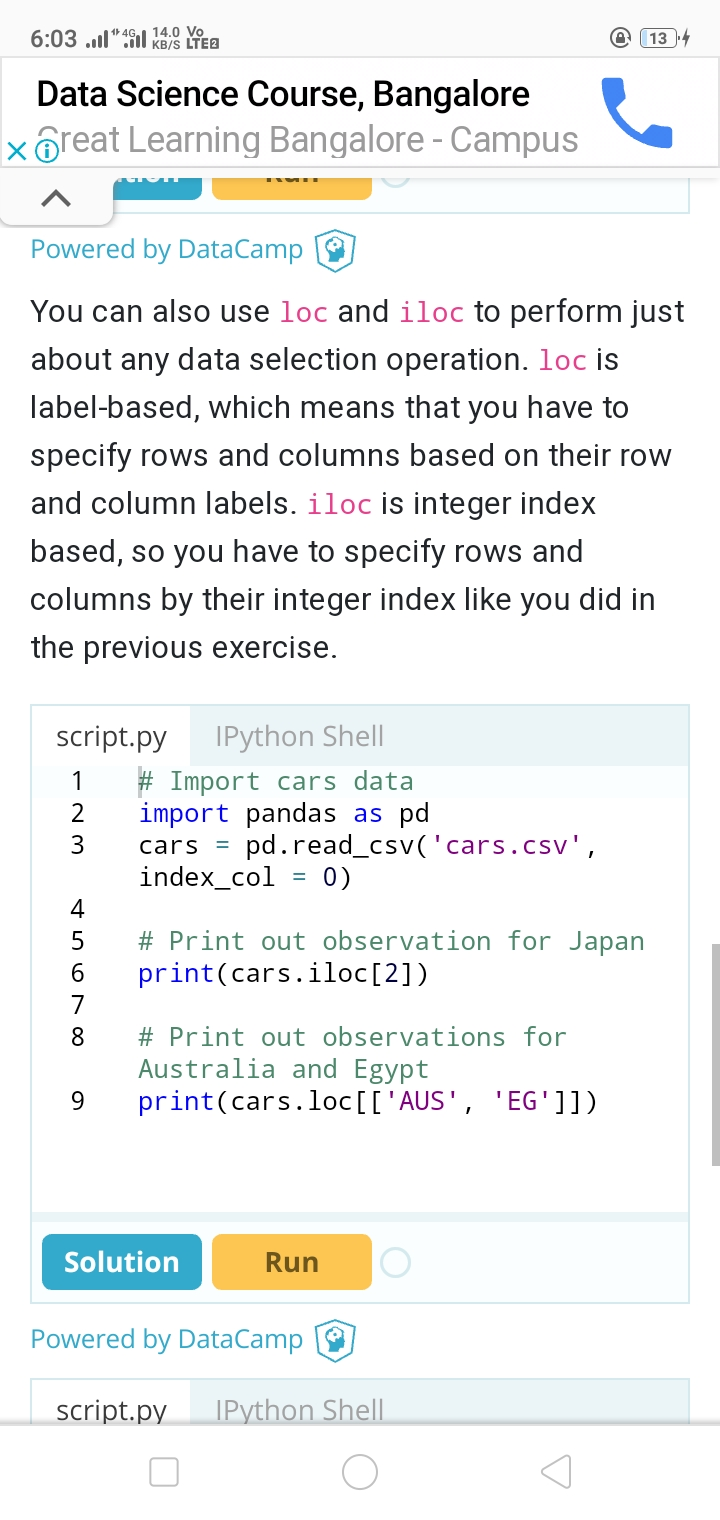 6:03 4G 14.0 KB/S Vo LTE2 13
Data Science Course, Bangalore
Great Learning Bangalore - Campus
Run
Powered by DataCamp
You can also use loc and iloc to perform just
about any data selection operation. loc is
label-based, which means that you have to
specify rows and columns based on their row
and column labels. iloc is integer index
based, so you have to specify rows and
columns by their integer index like you did in
the previous exercise.
script.py IPython Shell
1 # Import cars data
2 import pandas as pd
3 cars = pd.read_csv('cars.csv',
index_col = 0)
4
5 # Print out observation for Japan
6 print(cars.iloc[2])
7
8 # Print out observations for
Australia and Egypt
9 print(cars.loc[['AUS', 'EG']])
Solution Run
Powered by DataCamp
script.py IPython Shell